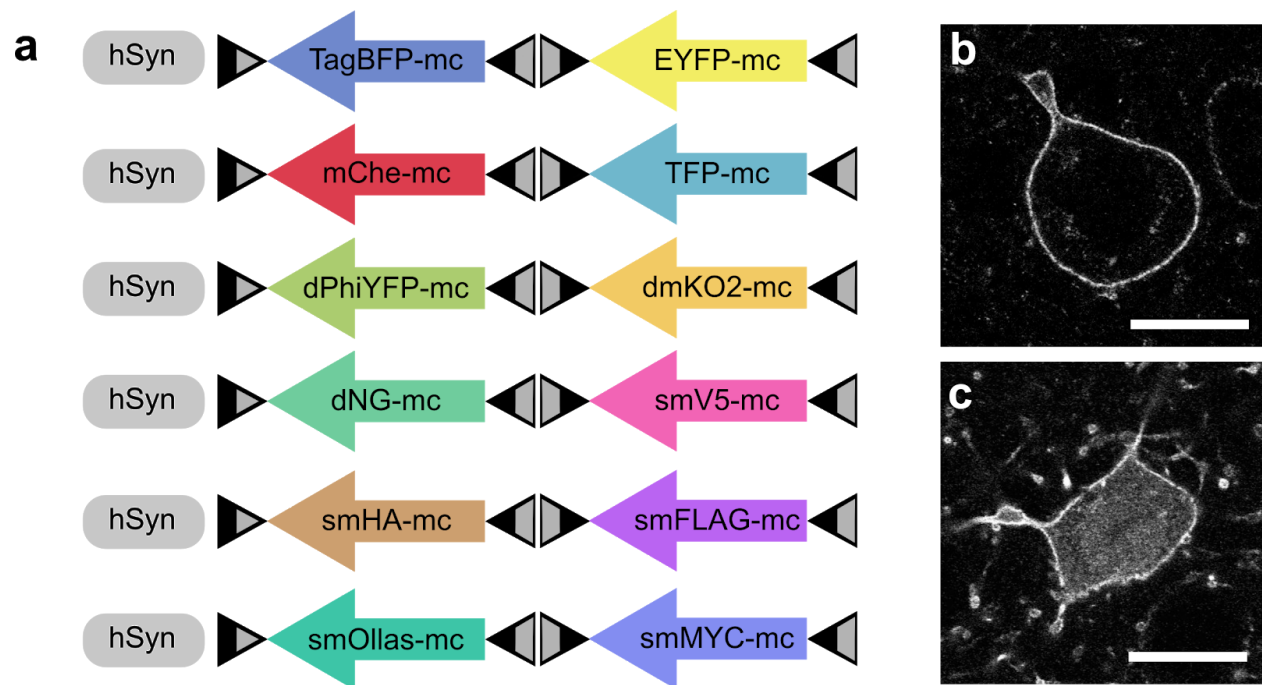 a
hSyn TagBFP-mc EYFP-mc
hSyn mChe-mc TFP-mc
hSyn dPhiYFP-mc dmKO2-mc
hSyn dNG-mc smV5-mc
hSyn smHA-mc smFLAG-mc
hSyn smOllas-mc smMYC-mc
b
c